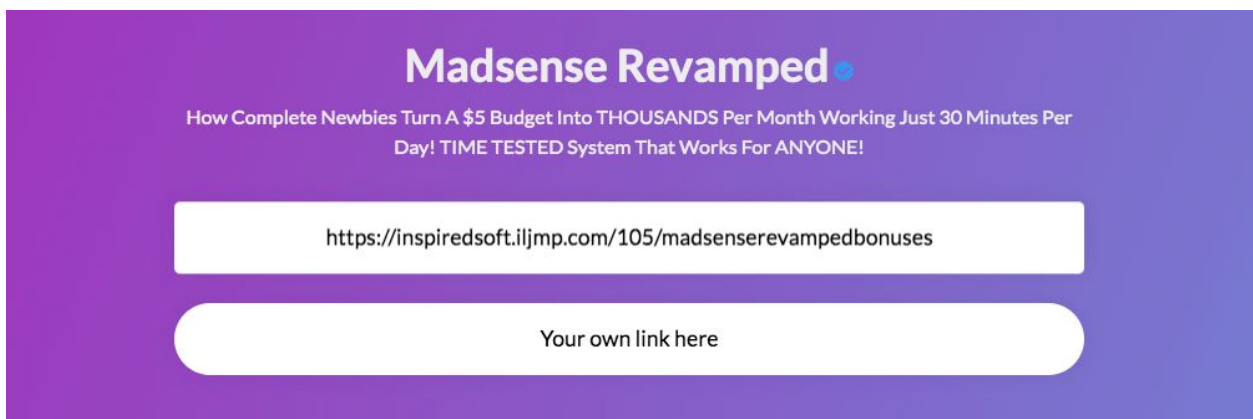 Madsense Revamped
How Complete Newbies Turn A $5 Budget Into THOUSANDS Per Month Working Just 30 Minutes Per
Day! TIME TESTED System That Works For ANYONE!
https://inspiredsoft.iljmp.com/105/madsenserevampedbonuses
Your own link here